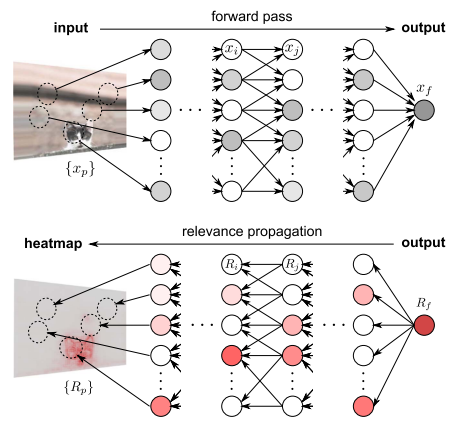 forward pass
input
output
x_i
x_j
x_f
{x_p}
relevance propagation
heatmap
output
R_i
R_j
R_f
{R_p}